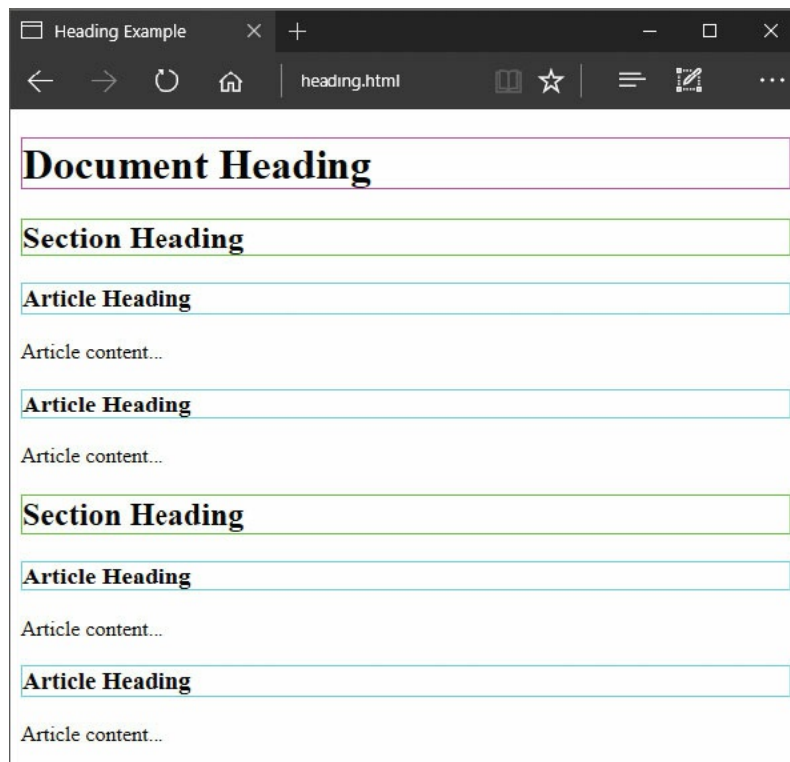 Heading Example
heading.html
Document Heading
Section Heading
Article Heading
Article content...
Article Heading
Article content...
Section Heading
Article Heading
Article content...
Article Heading
Article content...